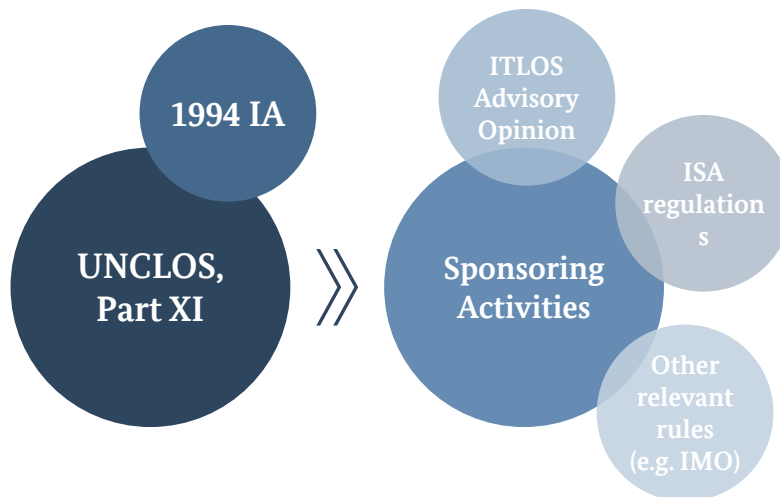 1994 IA
UNCLOS,
Part XI
ITLOS
Advisory
Opinion
Sponsoring
Activities
ISA
regulation
s
Other
relevant
rules
(e.g. IMO)